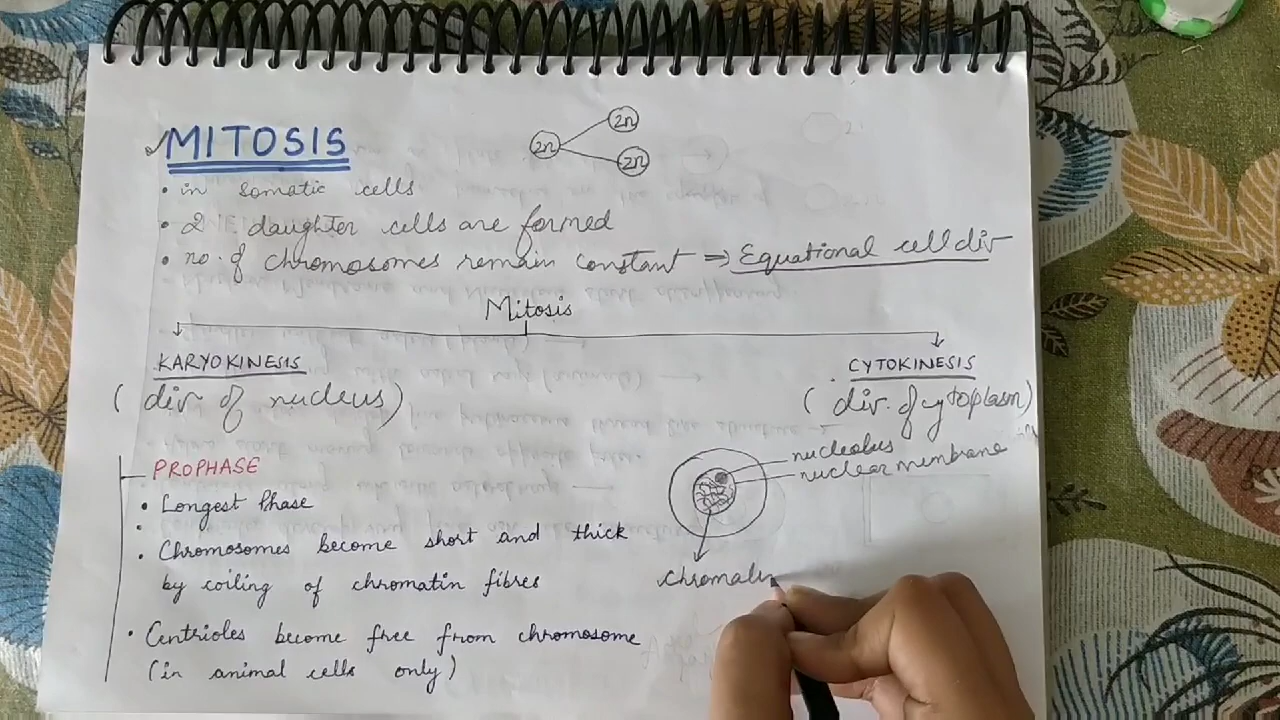 MITOSIS
2n
2n
2n
• in somatic cells
• 2 daughter cells are formed
• no. of chromosomes remain constant ⇒ Equational cell div
Mitosis
KARYOKINESIS
(div of nucleus)
CYTOKINESIS
(div. of cytoplasm)
PROPHASE
• Longest Phase
• Chromosomes become short and thick
by coiling of chromatin fibres
• Centrioles become free from chromosome
(in animal cells only)
nucleolus
nuclear membrane
chromatin